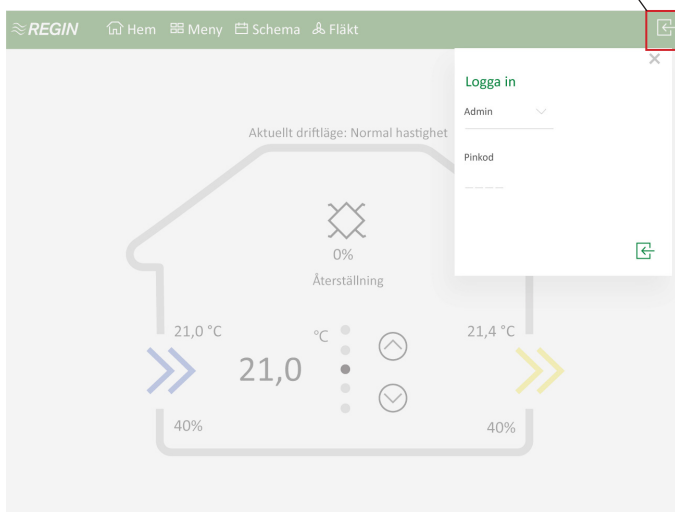 REGIN Hem Meny Schema Fläkt
Logga in
Admin
Pinkod
Aktuellt driftläge: Normal hastighet
0%
Återställning
21,0 °C
°C
21,0
21,4 °C
40%
40%